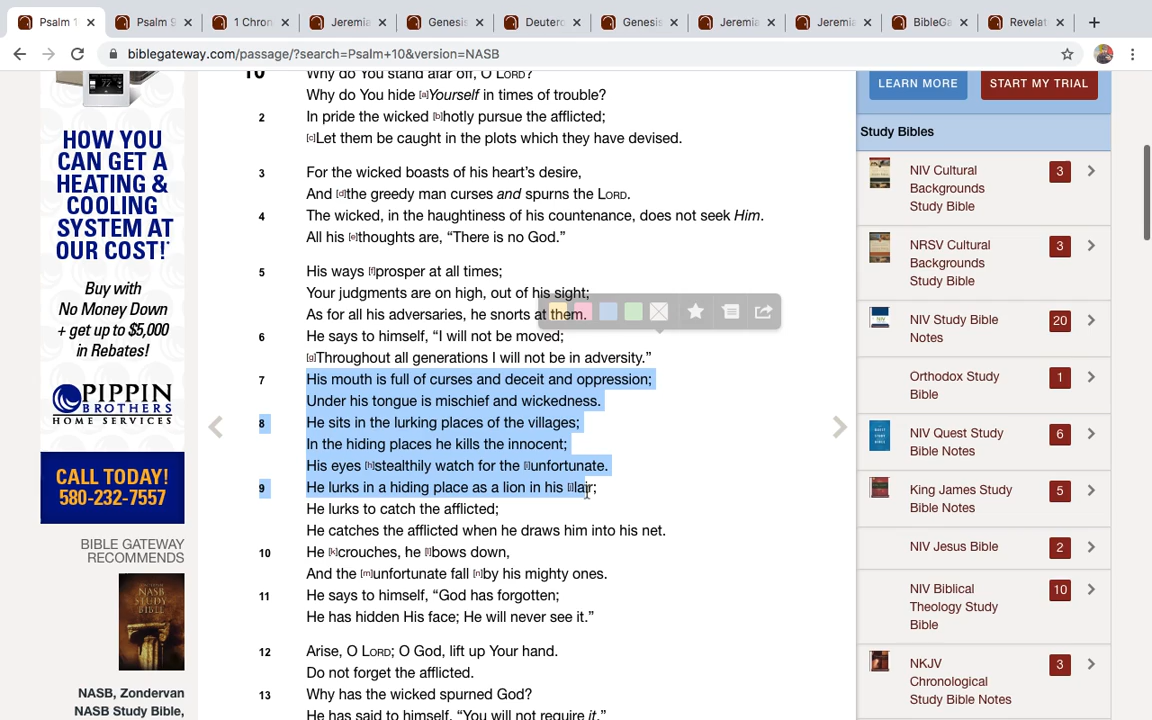 Psalm 1
Psalm 9
1 Chron
Jeremia
Genesis
Deutero
Genesis
Jeremia
Jeremia
BibleGa
Revelat
biblegateway.com/passage/?search=Psalm+10&version=NASB
HOW YOU
CAN GET A
HEATING &
COOLING
SYSTEM AT
OUR COST!*
Buy with
No Money Down
+ get up to $5,000
in Rebates!
PIPPIN
BROTHERS
HOME SERVICES
CALL TODAY!
580-232-7557
BIBLE GATEWAY
RECOMMENDS
NASB
STUDY
BIBLE
NASB, Zondervan
NASB Study Bible,
10 Why do You stand afar off, O LORD?
Why do You hide [a]Yourself in times of trouble?
2 In pride the wicked [b]hotly pursue the afflicted;
[c]Let them be caught in the plots which they have devised.
3 For the wicked boasts of his heart's desire,
And [d]the greedy man curses and spurns the LORD.
4 The wicked, in the haughtiness of his countenance, does not seek Him.
All his [e]thoughts are, “There is no God.”
5 His ways [f]prosper at all times;
Your judgments are on high, out of his sight;
As for all his adversaries, he snorts at them.
6 He says to himself, “I will not be moved;
[g]Throughout all generations I will not be in adversity.”
7 His mouth is full of curses and deceit and oppression;
Under his tongue is mischief and wickedness.
8 He sits in the lurking places of the villages;
In the hiding places he kills the innocent;
His eyes [h]stealthily watch for the [i]unfortunate.
9 He lurks in a hiding place as a lion in his [j]lair;
He lurks to catch the afflicted;
He catches the afflicted when he draws him into his net.
10 He [k]crouches, he [l]bows down,
And the [m]unfortunate fall [n]by his mighty ones.
11 He says to himself, “God has forgotten;
He has hidden His face; He will never see it.”
12 Arise, O LORD; O God, lift up Your hand.
Do not forget the afflicted.
13 Why has the wicked spurned God?
He has said to himself, “You will not require it.”
LEARN MORE
START MY TRIAL
Study Bibles
NIV Cultural
Backgrounds
Study Bible
3
NRSV Cultural
Backgrounds
Study Bible
3
NIV Study Bible
Notes
20
Orthodox Study
Bible
1
NIV Quest Study
Bible Notes
6
King James Study
Bible Notes
5
NIV Jesus Bible
2
NIV Biblical
Theology Study
Bible
10
NKJV
Chronological
Study Bible Notes
3